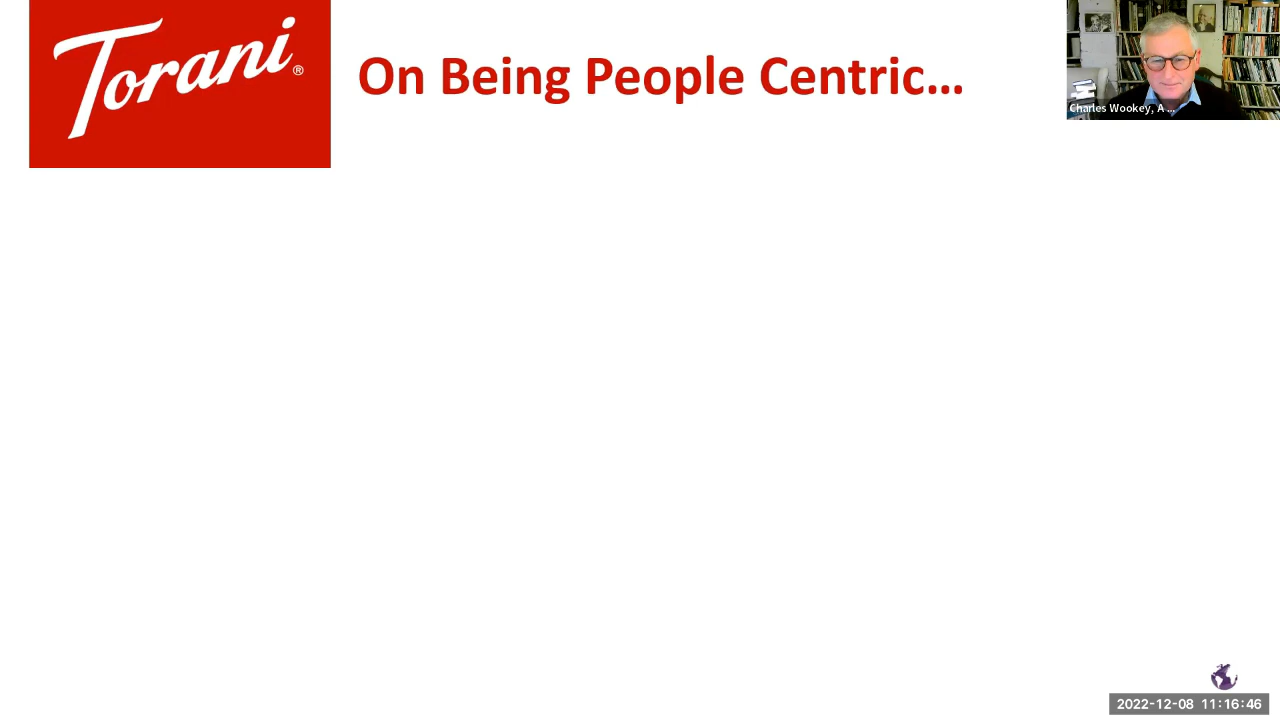 Torani®
On Being People Centric...
Charles Wookey, A ...
2022-12-08 11:16:46